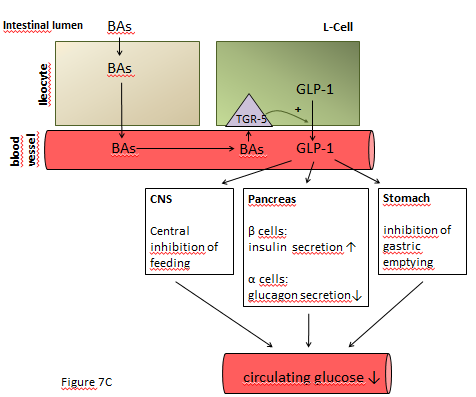 Intestinal lumen BAs L-Cell
Ileocyte
BAs
GLP-1
TGR-5 +
blood
vessel
BAs BAs GLP-1
CNS
Central
inhibition of
feeding
Pancreas
β cells:
insulin secretion ↑
α cells:
glucagon secretion↓
Stomach
inhibition of
gastric
emptying
circulating glucose ↓
Figure 7C